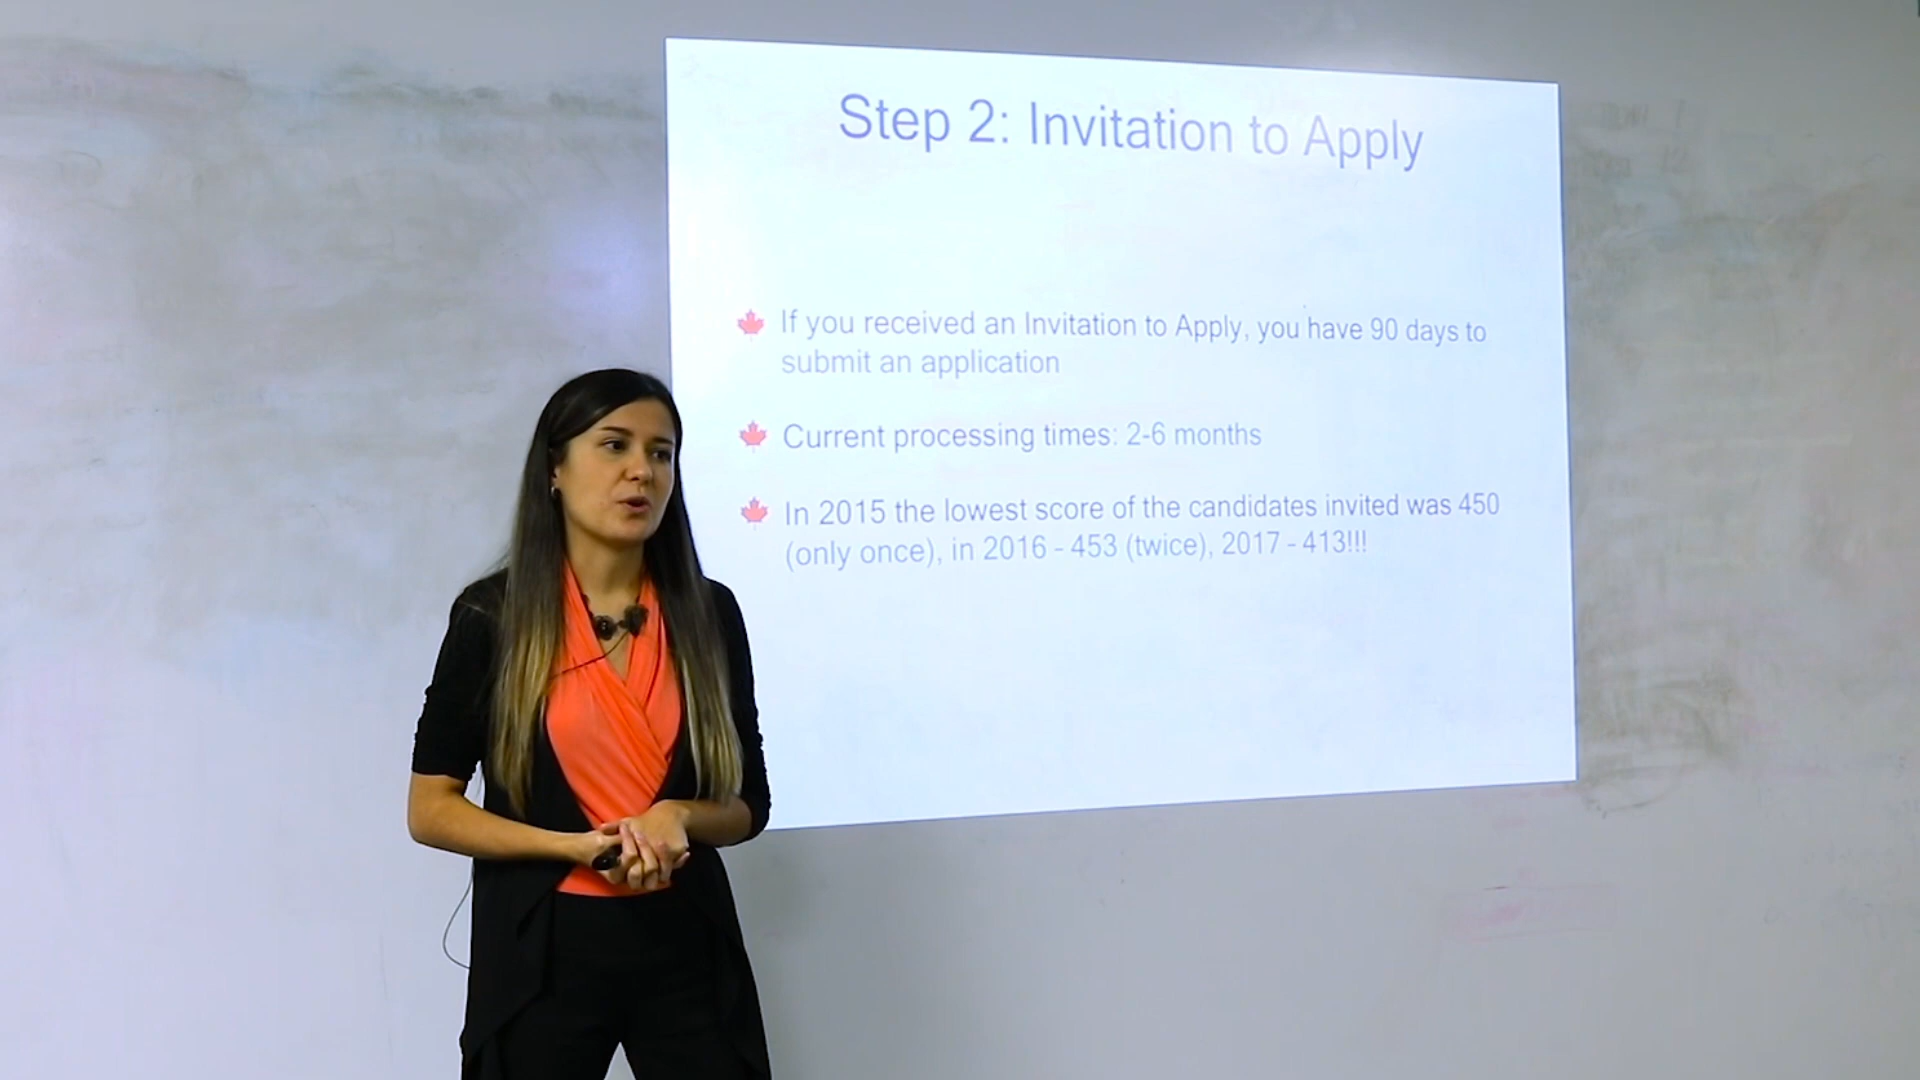 Step 2: Invitation to Apply
If you received an Invitation to Apply, you have 90 days to
submit an application
Current processing times: 2-6 months
In 2015 the lowest score of the candidates invited was 450
(only once), in 2016 - 453 (twice), 2017 - 413!!!